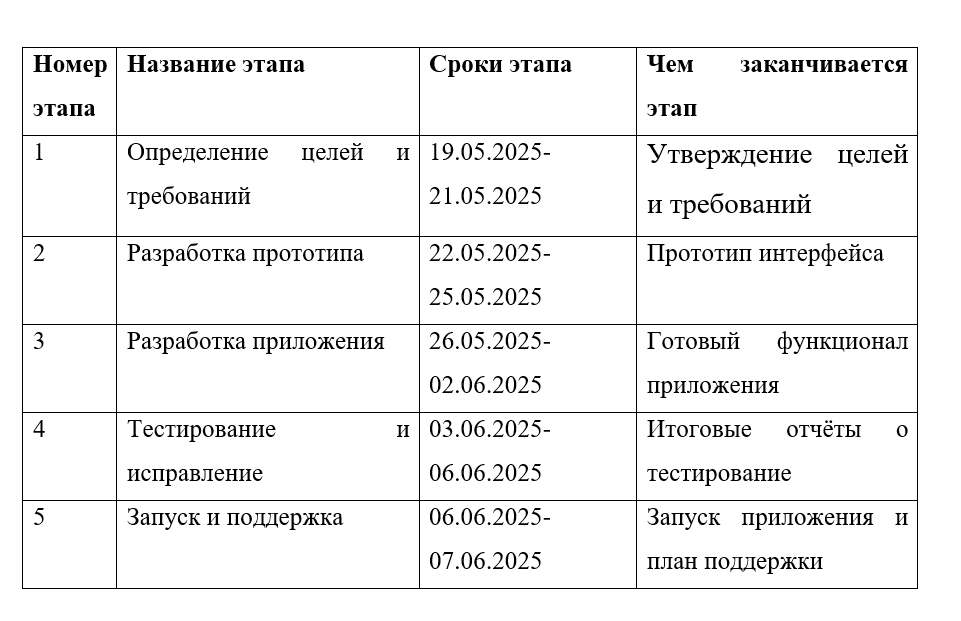 Номер Название этапа Сроки этапа Чем заканчивается
этапа этап
1 Определение целей и 19.05.2025- Утверждение целей
требований 21.05.2025 и требований
2 Разработка прототипа 22.05.2025- Прототип интерфейса
25.05.2025
3 Разработка приложения 26.05.2025- Готовый функционал
02.06.2025 приложения
4 Тестирование и 03.06.2025- Итоговые отчёты о
исправление 06.06.2025 тестирование
5 Запуск и поддержка 06.06.2025- Запуск приложения и
07.06.2025 план поддержки